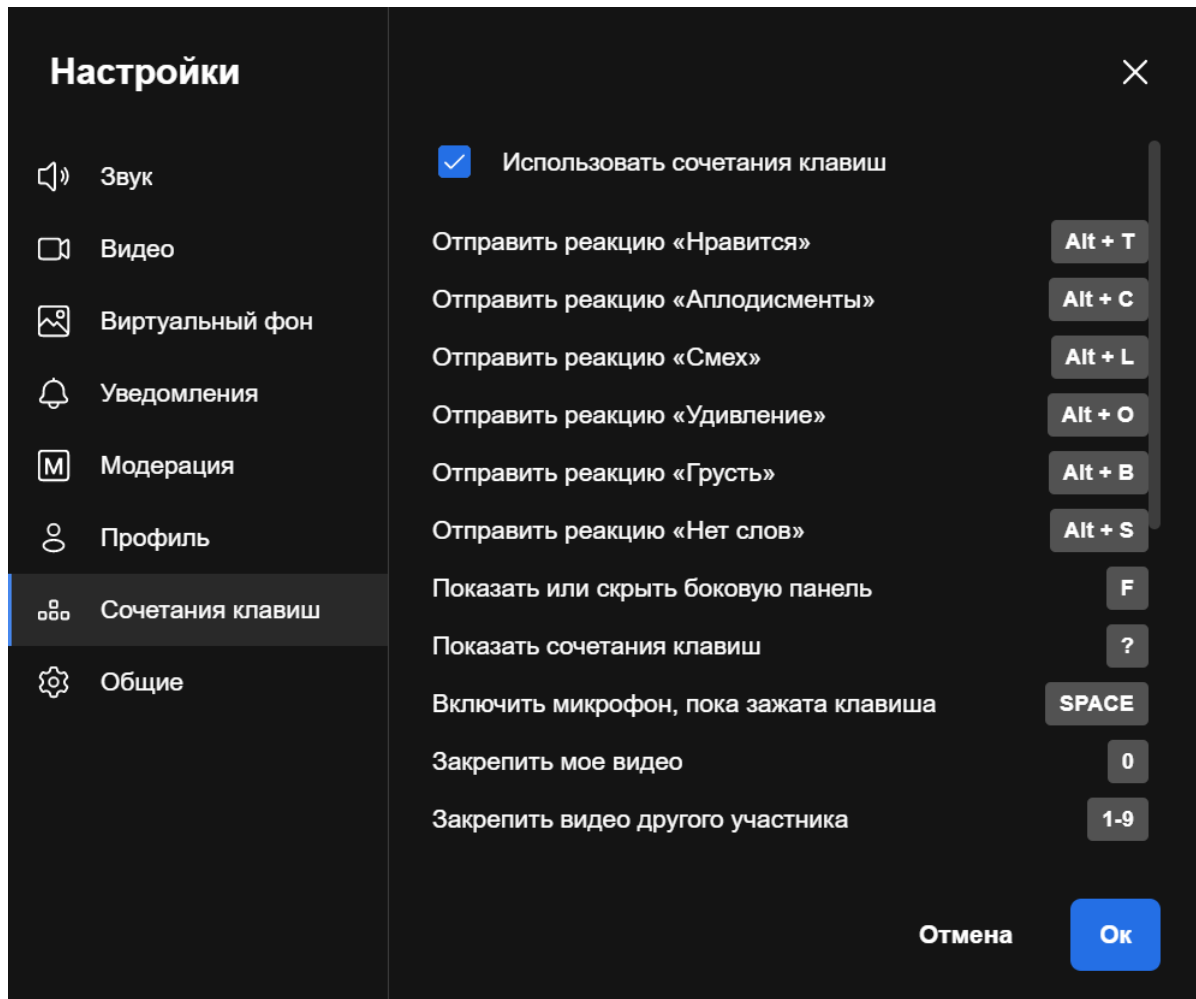 Настройки
Звук
Видео
Виртуальный фон
Уведомления
M Модерация
Профиль
Сочетания клавиш
Общие
Использовать сочетания клавиш
Отправить реакцию «Нравится» Alt + T
Отправить реакцию «Аплодисменты» Alt + C
Отправить реакцию «Смех» Alt + L
Отправить реакцию «Удивление» Alt + O
Отправить реакцию «Грусть» Alt + B
Отправить реакцию «Нет слов» Alt + S
Показать или скрыть боковую панель F
Показать сочетания клавиш ?
Включить микрофон, пока зажата клавиша SPACE
Закрепить мое видео 0
Закрепить видео другого участника 1-9
Отмена Ок